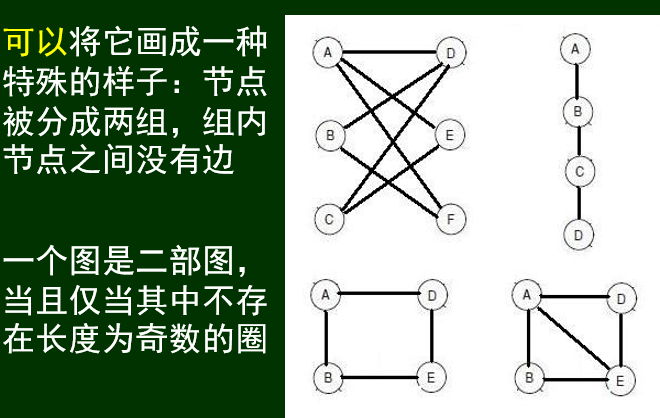 可以将它画成一种
特殊的样子：节点
被分成两组，组内
节点之间没有边
一个图是二部图，
当且仅当其中不存
在长度为奇数的圈
A D
B E
C F
A
B
C
D
A D
B E
A D
B E